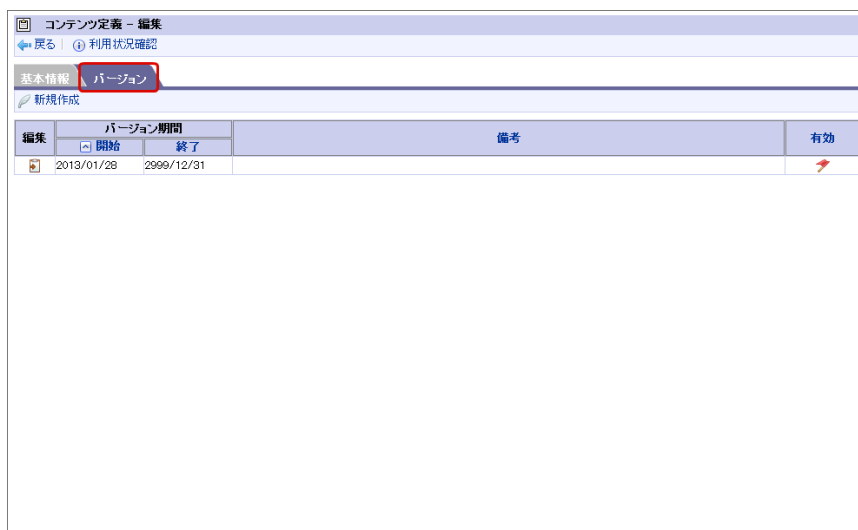 コンテンツ定義 - 編集
戻る 利用状況確認
基本情報 バージョン
新規作成
編集 バージョン期間 備考 有効
開始 終了
2013/01/28 2999/12/31